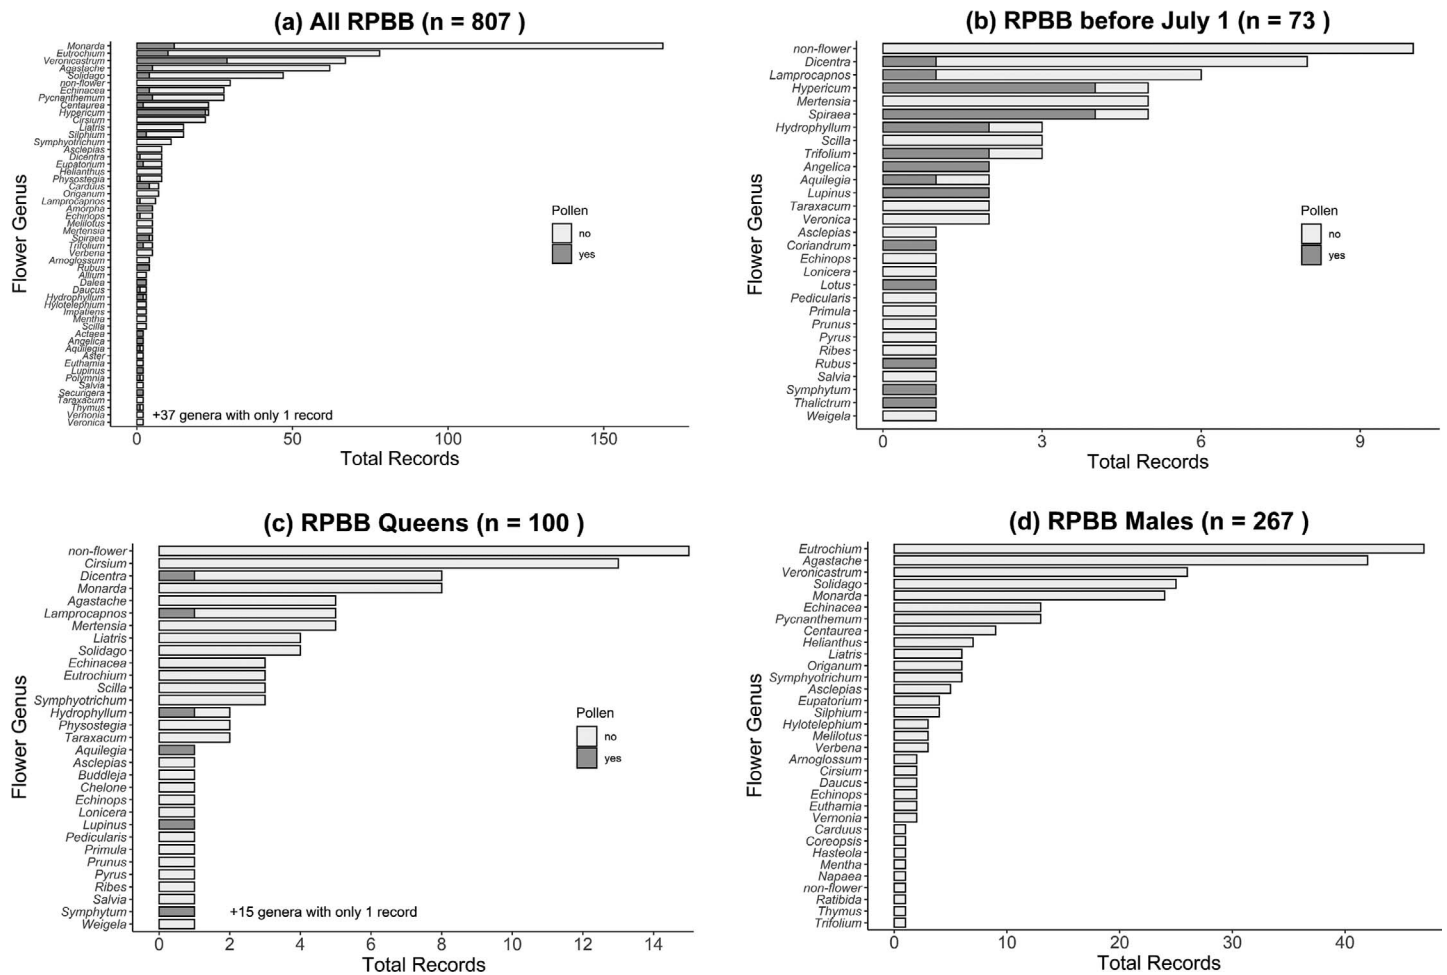 (a) All RPBB (n = 807 )
Flower Genus
Monarda
Eutrochium
Veronicastrum
Agastache
Solidago
non-flower
Echinacea
Pycnanthemum
Centaurea
Hypericum
Cirsium
Liatris
Silphium
Symphyotrichum
Asclepias
Dicentra
Eupatorium
Helianthus
Physostegia
Carduus
Origanum
Lamprocapnos
Amorpha
Echinops
Melilotus
Mertensia
Spiraea
Trifolium
Verbena
Arnoglossum
Rubus
Allium
Dalea
Daucus
Hydrophyllum
Hylotelephium
Impatiens
Mentha
Scilla
Actaea
Angelica
Aquilegia
Aster
Euthamia
Lupinus
Polymnia
Salvia
Securigera
Taraxacum
Thymus
Vernonia
Veronica
+37 genera with only 1 record
Pollen
no
yes
0 50 100 150
Total Records
(b) RPBB before July 1 (n = 73 )
Flower Genus
non-flower
Dicentra
Lamprocapnos
Hypericum
Mertensia
Spiraea
Hydrophyllum
Scilla
Trifolium
Angelica
Aquilegia
Lupinus
Taraxacum
Veronica
Asclepias
Coriandrum
Echinops
Lonicera
Lotus
Pedicularis
Primula
Prunus
Pyrus
Ribes
Rubus
Salvia
Symphytum
Thalictrum
Weigela
Pollen
no
yes
0 3 6 9
Total Records
(c) RPBB Queens (n = 100 )
Flower Genus
non-flower
Cirsium
Dicentra
Monarda
Agastache
Lamprocapnos
Mertensia
Liatris
Solidago
Echinacea
Eutrochium
Scilla
Symphyotrichum
Hydrophyllum
Physostegia
Taraxacum
Aquilegia
Asclepias
Buddleja
Chelone
Echinops
Lonicera
Lupinus
Pedicularis
Primula
Prunus
Pyrus
Ribes
Salvia
Symphytum
Weigela
+15 genera with only 1 record
Pollen
no
yes
0 2 4 6 8 10 12 14
Total Records
(d) RPBB Males (n = 267 )
Flower Genus
Eutrochium
Agastache
Veronicastrum
Solidago
Monarda
Echinacea
Pycnanthemum
Centaurea
Helianthus
Liatris
Origanum
Symphyotrichum
Asclepias
Eupatorium
Silphium
Hylotelephium
Melilotus
Verbena
Arnoglossum
Cirsium
Daucus
Echinops
Euthamia
Vernonia
Carduus
Coreopsis
Hasteola
Mentha
Napaea
non-flower
Ratibida
Thymus
Trifolium
0 10 20 30 40
Total Records